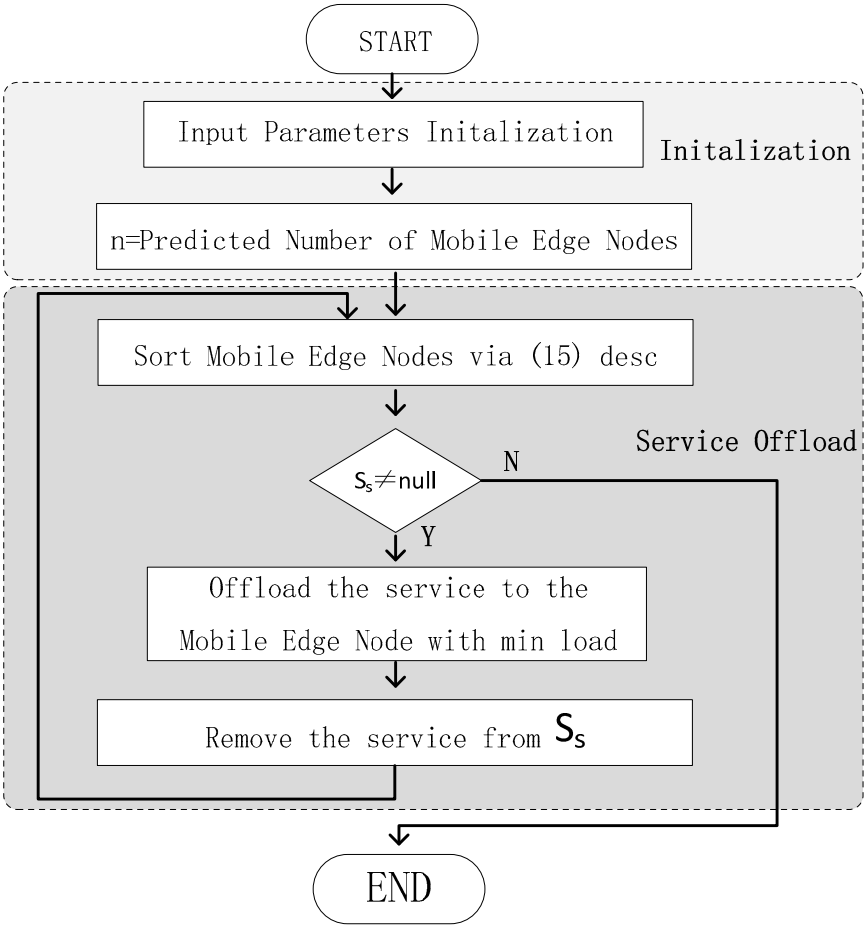 START
Input Parameters Initalization
Initalization
n=Predicted Number of Mobile Edge Nodes
Sort Mobile Edge Nodes via (15) desc
Service Offload
Sₛ≠null
N
Y
Offload the service to the
Mobile Edge Node with min load
Remove the service from Sₛ
END